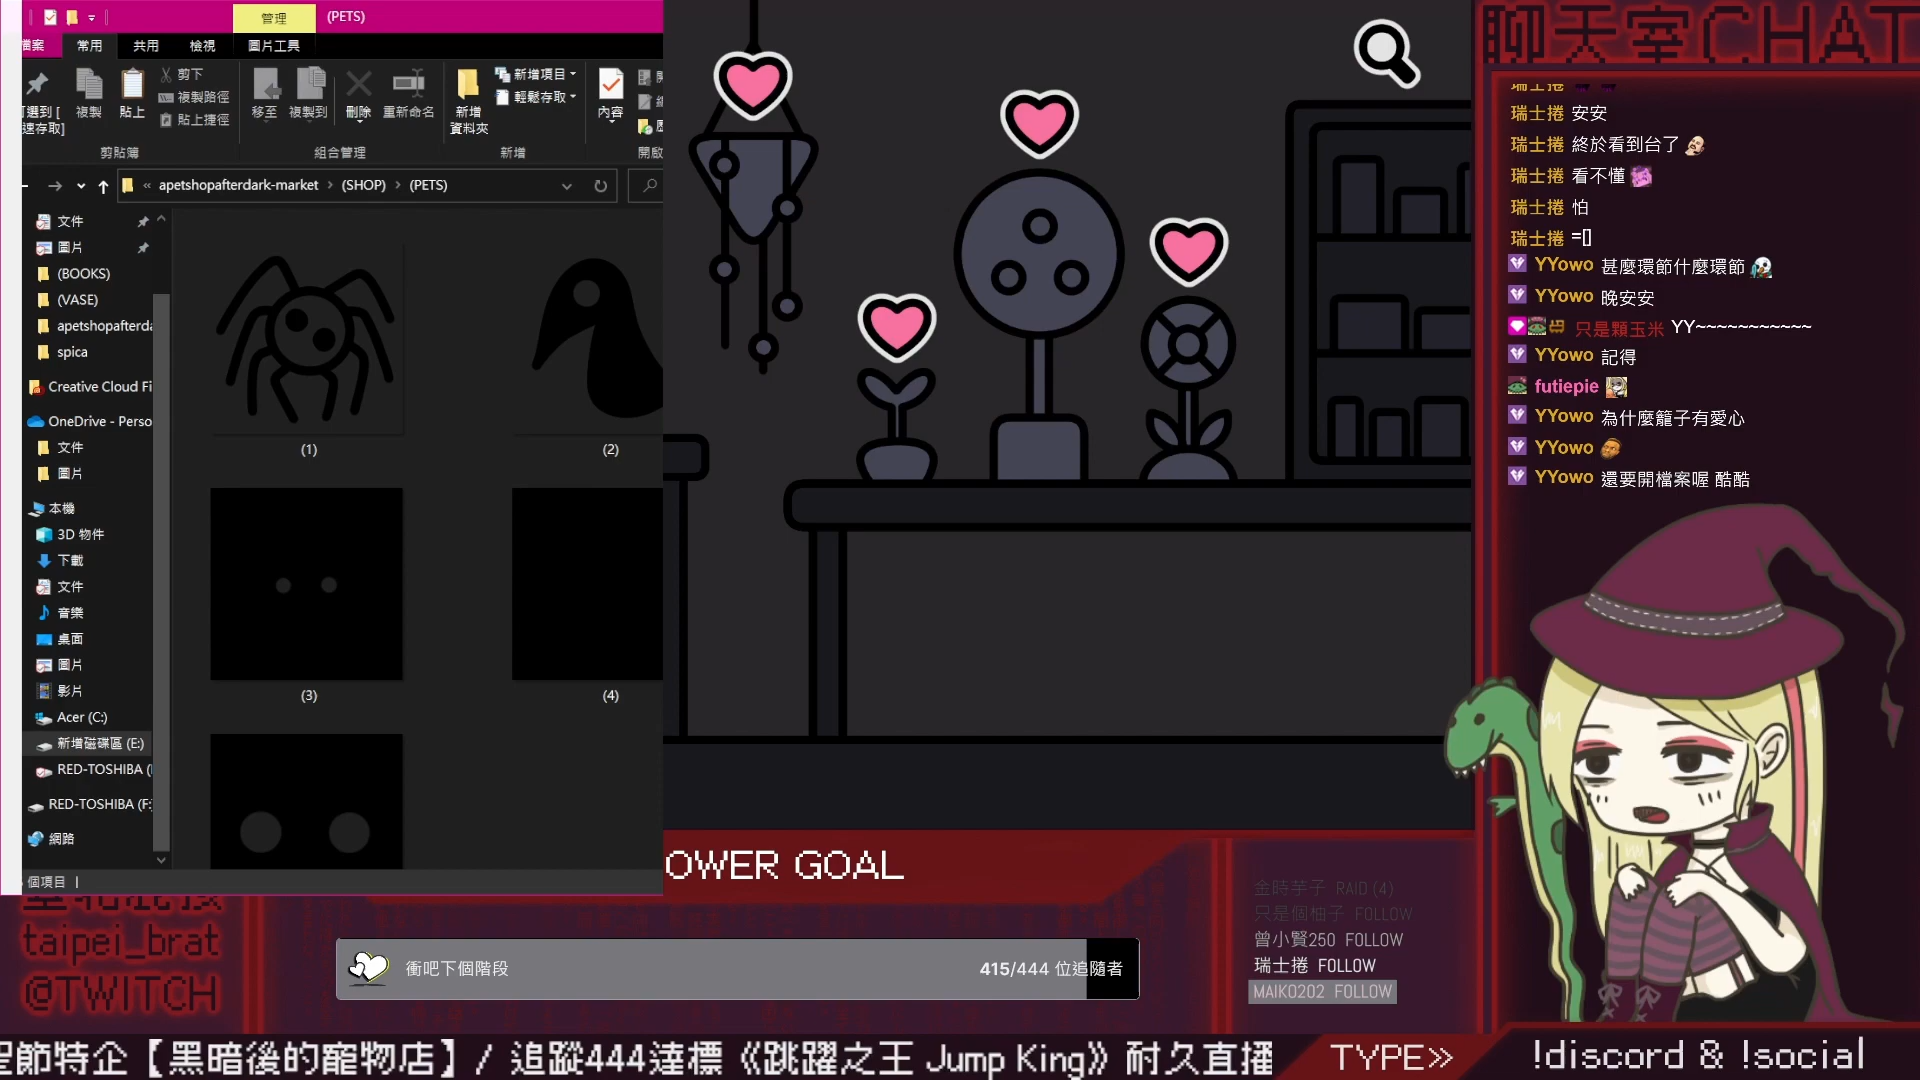 管理
(PETS)
檔案
常用
共用
檢視
圖片工具
剪下
新增項目
複製路徑
輕鬆存取
複製
貼上
貼上捷徑
移至
複製到
刪除
重新命名
新增
資料夾
內容
速存取]
剪貼簿
組合管理
新增
開啟
« apetshopafterdark-market > (SHOP) > (PETS)
文件
圖片
(BOOKS)
(VASE)
apetshopafterda
spica
Creative Cloud Fi
OneDrive - Perso
文件
圖片
本機
3D 物件
下載
文件
音樂
桌面
圖片
影片
Acer (C:)
新增磁碟區 (E:)
RED-TOSHIBA (
RED-TOSHIBA (F:
網路
(1)
(2)
(3)
(4)
個項目
聊天室CHAT
瑞士捲
瑞士捲 安安
瑞士捲 終於看到台了
瑞士捲 看不懂
瑞士捲 怕
瑞士捲 =[]
YYowo 甚麼環節什麼環節
YYowo 晚安安
只是顆玉米 YY~~~~~~~~~~~
YYowo 記得
futiepie
YYowo 為什麼籠子有愛心
YYowo
YYowo 還要開檔案喔 酷酷
OWER GOAL
taipei_brat
@TWITCH
衝吧下個階段
415/444 位追隨者
金時芋子 RAID (4)
只是個柚子 FOLLOW
曾小賢250 FOLLOW
瑞士捲 FOLLOW
MAIKO202 FOLLOW
聖節特企【黑暗後的寵物店】/ 追蹤444達標《跳躍之王 Jump King》耐久直播
TYPE»
!discord & !social